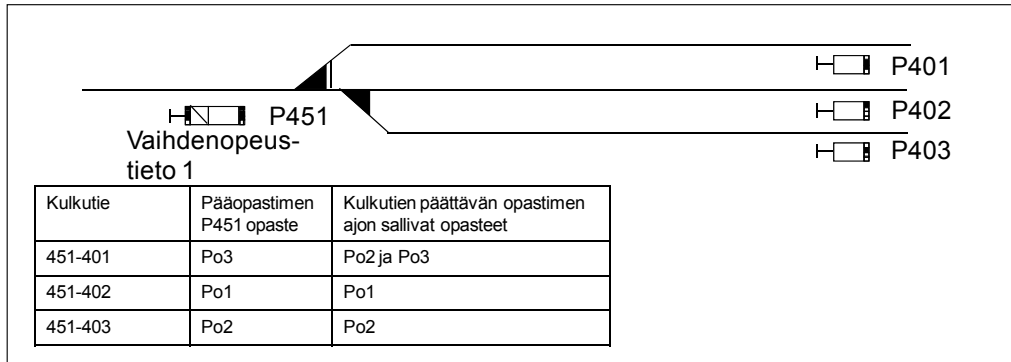 P401
P451
P402
Vaihdenopeus-
tieto 1
P403
Kulkutie
Pääopastimen
P451 opaste
Kulkutien päättävän opastimen
ajon sallivat opasteet
451-401
Po3
Po2 ja Po3
451-402
Po1
Po1
451-403
Po2
Po2